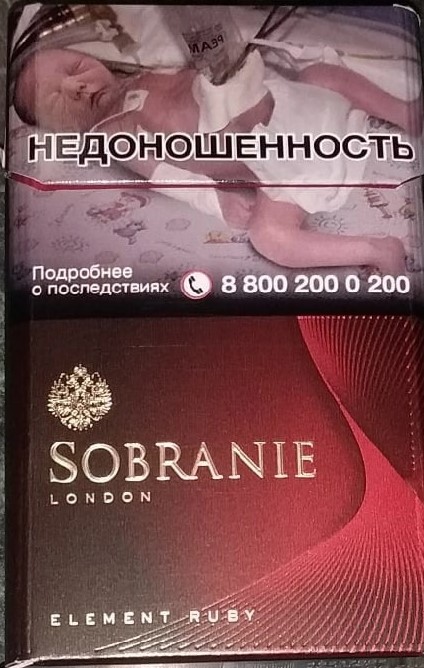 НЕДОНОШЕННОСТЬ
Подробнее
о последствиях 8 800 200 0 200
SOBRANIE
LONDON
ELEMENT RUBY